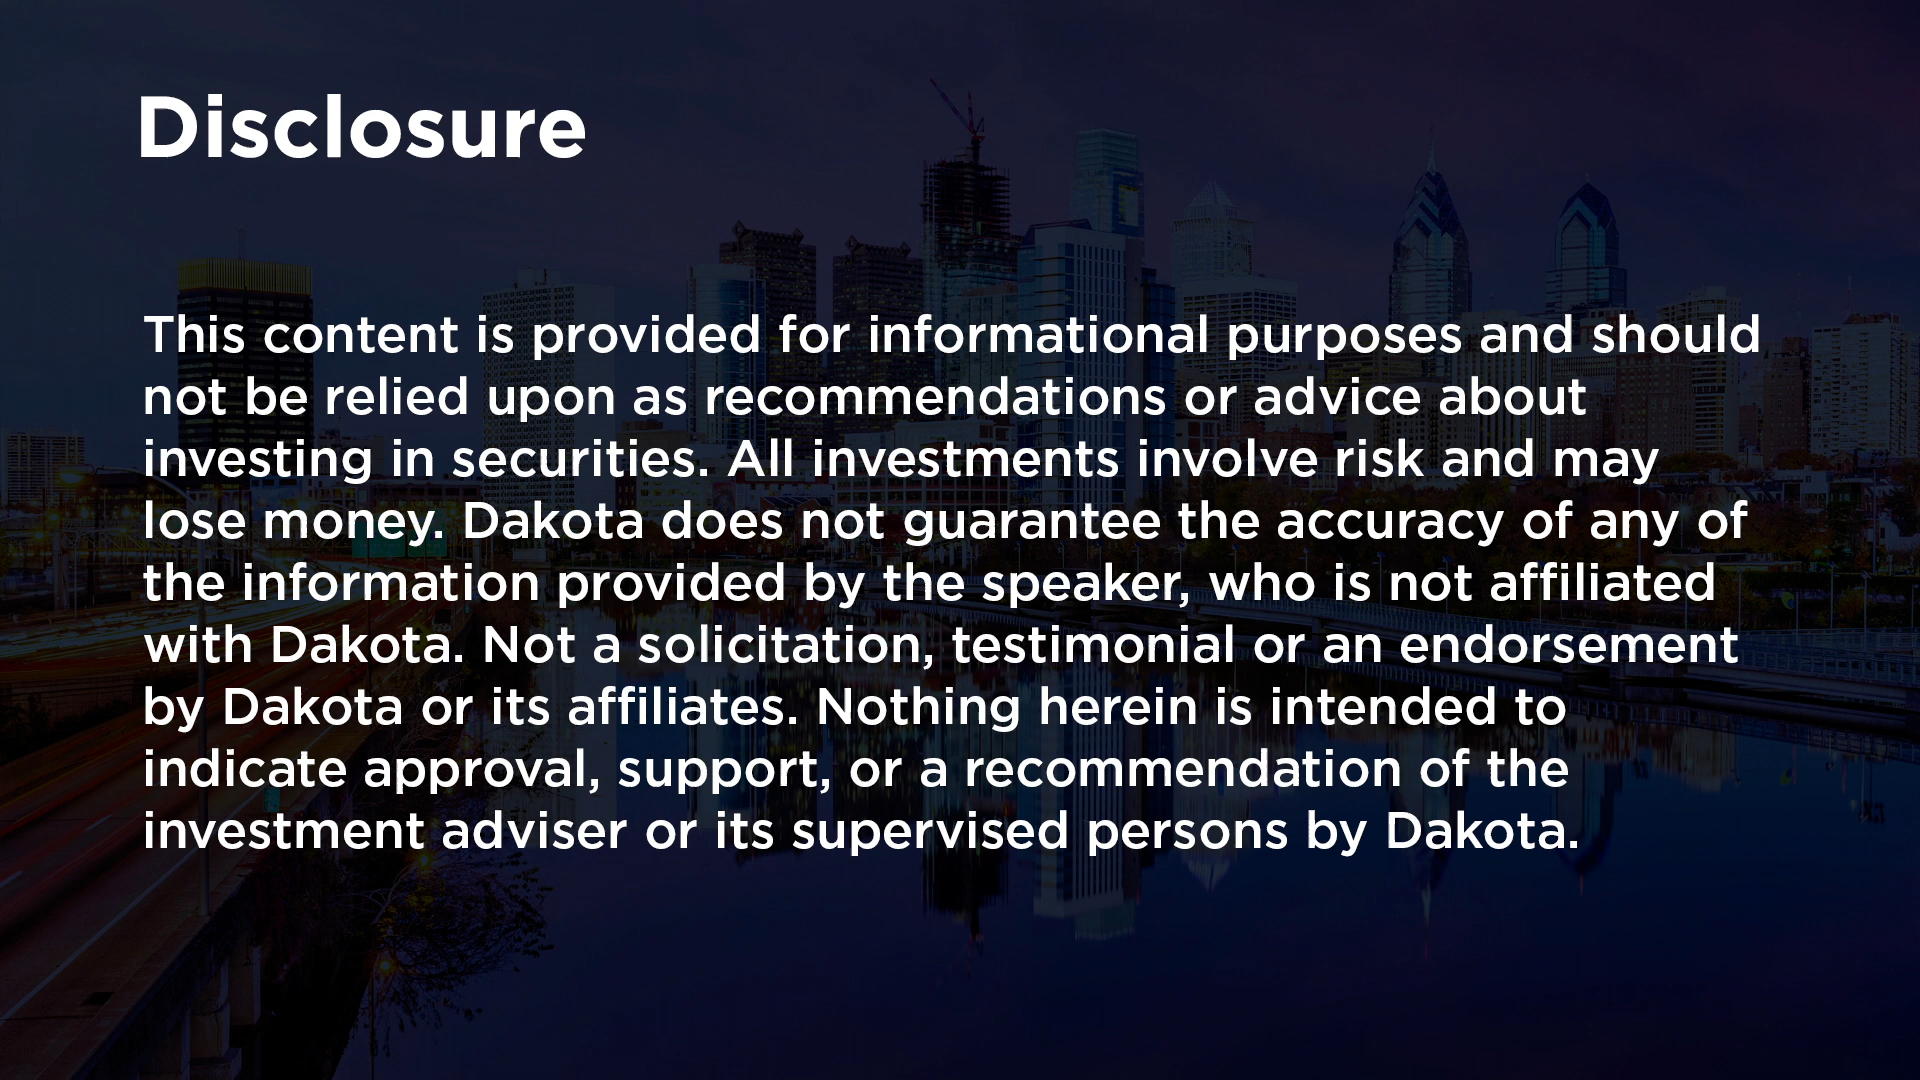 Disclosure
This content is provided for informational purposes and should
not be relied upon as recommendations or advice about
investing in securities. All investments involve risk and may
lose money. Dakota does not guarantee the accuracy of any of
the information provided by the speaker, who is not affiliated
with Dakota. Not a solicitation, testimonial or an endorsement
by Dakota or its affiliates. Nothing herein is intended to
indicate approval, support, or a recommendation of the
investment adviser or its supervised persons by Dakota.